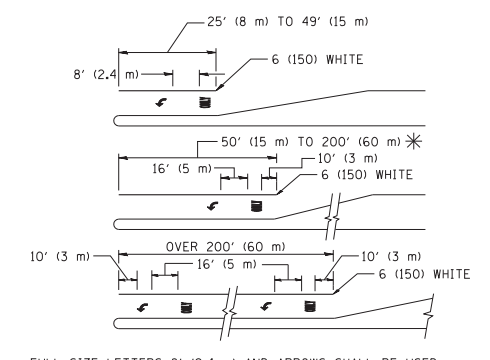 25' (8 m) TO 49' (15 m)
8' (2.4 m)
6 (150) WHITE
50' (15 m) TO 200' (60 m)
16' (5 m)
10' (3 m)
6 (150) WHITE
OVER 200' (60 m)
10' (3 m)
16' (5 m)
10' (3 m)
6 (150) WHITE
FULL SIZE LETTERS 8' (2.4 m) AND ARROWS SHALL BE USED